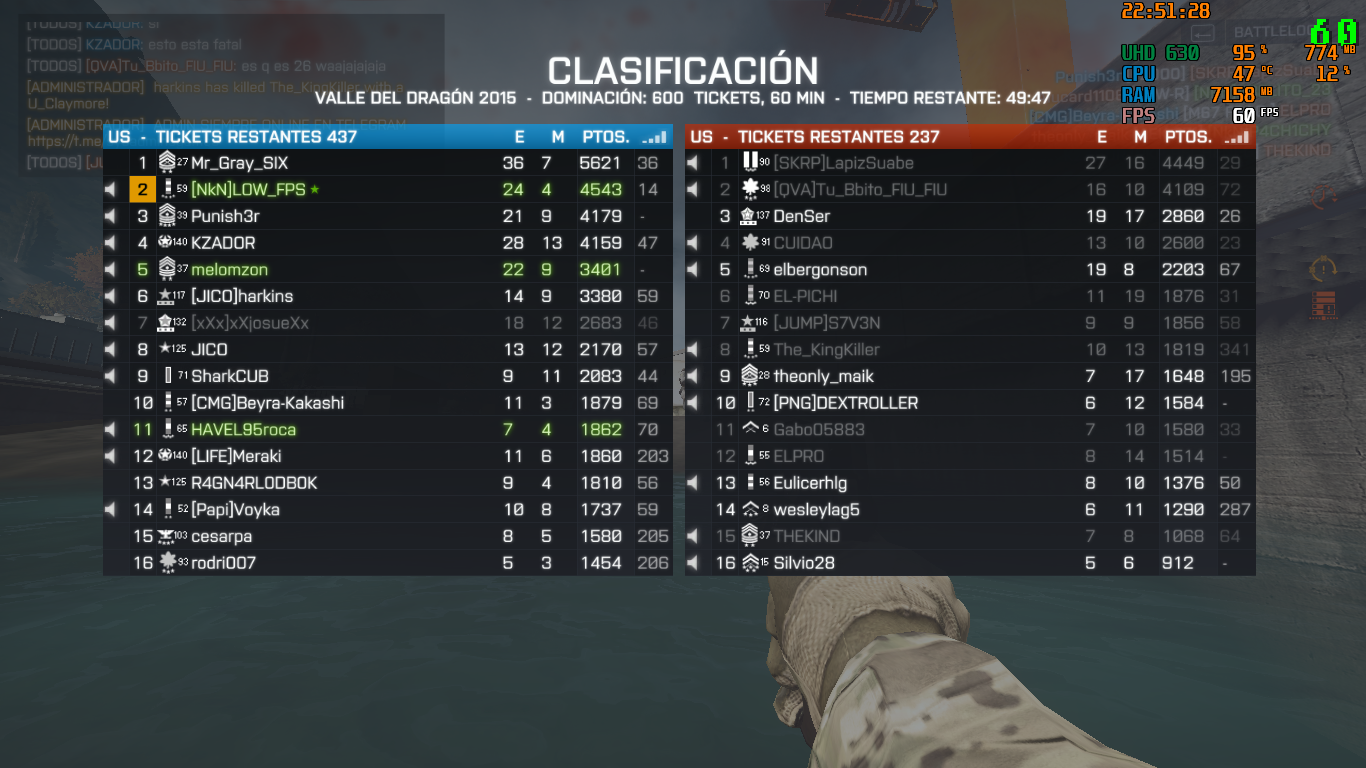 22:51:28
60
[TODOS] KZADOR: si
[TODOS] KZADOR: esto esta fatal
[TODOS] [QVA]Tu_Bbito_FIU_FIU: es q es 26 waajajajaja
[ADMINISTRADOR] harkins has killed The_KingKiller with a
U_Claymore!
[ADMINISTRADOR] ADMIN SIEMPRE ONLINE EN TELEGRAM
https://t.me
BATTLELO
UHD 630 95 % 774 MB
CPU 47 °C 12 %
RAM 7158 MB
FPS 60 FPS
CLASIFICACIÓN
VALLE DEL DRAGÓN 2015 - DOMINACIÓN: 600 TICKETS, 60 MIN - TIEMPO RESTANTE: 49:47
US - TICKETS RESTANTES 437 E M PTOS.
1 27 Mr_Gray_SIX 36 7 5621 36
2 59 [NkN]LOW_FPS ★ 24 4 4543 14
3 39 Punish3r 21 9 4179 -
4 140 KZADOR 28 13 4159 47
5 37 melomzon 22 9 3401 -
6 117 [JICO]harkins 14 9 3380 59
7 132 [xXx]xXjosueXx 18 12 2683 46
8 125 JICO 13 12 2170 57
9 71 SharkCUB 9 11 2083 44
10 57 [CMG]Beyra-Kakashi 11 3 1879 69
11 65 HAVEL95roca 7 4 1862 70
12 140 [LIFE]Meraki 11 6 1860 203
13 125 R4GN4RL0DB0K 9 4 1810 56
14 52 [Papi]Voyka 10 8 1737 59
15 103 cesarpa 8 5 1580 205
16 93 rodri007 5 3 1454 206
US - TICKETS RESTANTES 237 E M PTOS.
1 90 [SKRP]LapizSuabe 27 16 4449 29
2 98 [QVA]Tu_Bbito_FIU_FIU 16 10 4109 72
3 137 DenSer 19 17 2860 26
4 91 CUIDAO 13 10 2600 23
5 69 elbergonson 19 8 2203 67
6 70 EL-PICHI 11 19 1876 31
7 116 [JUMP]S7V3N 9 9 1856 58
8 59 The_KingKiller 10 13 1819 341
9 28 theonly_maik 7 17 1648 195
10 72 [PNG]DEXTROLLER 6 12 1584 -
11 6 Gabo05883 7 10 1580 33
12 55 ELPRO 8 14 1514 -
13 56 Eulicerhlg 8 10 1376 50
14 8 wesleylag5 6 11 1290 287
15 37 THEKIND 7 8 1068 64
16 15 Silvio28 5 6 912 -